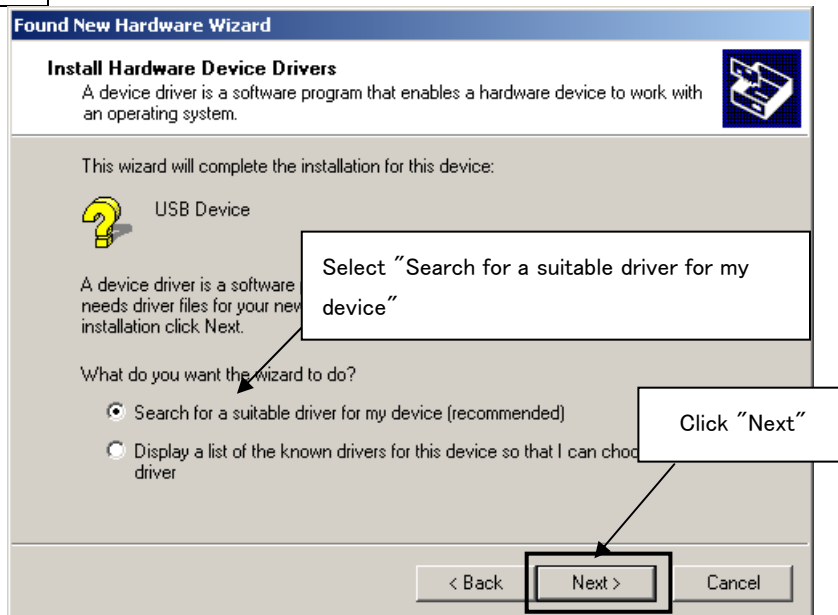 Found New Hardware Wizard
Install Hardware Device Drivers
A device driver is a software program that enables a hardware device to work with
an operating system.
This wizard will complete the installation for this device:
USB Device
Select "Search for a suitable driver for my
device"
A device driver is a software
needs driver files for your new
installation click Next.
What do you want the wizard to do?
Search for a suitable driver for my device (recommended)
Click "Next"
Display a list of the known drivers for this device so that I can
driver
< Back
Next >
Cancel